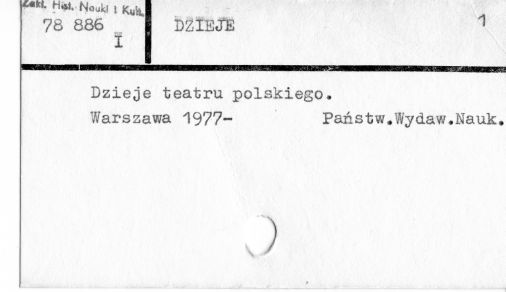 Zakł. Hist. Nauki i Kult.
78 886
I
DZIEJE
1
Dzieje teatru polskiego.
Warszawa 1977- Państw.Wydaw.Nauk.